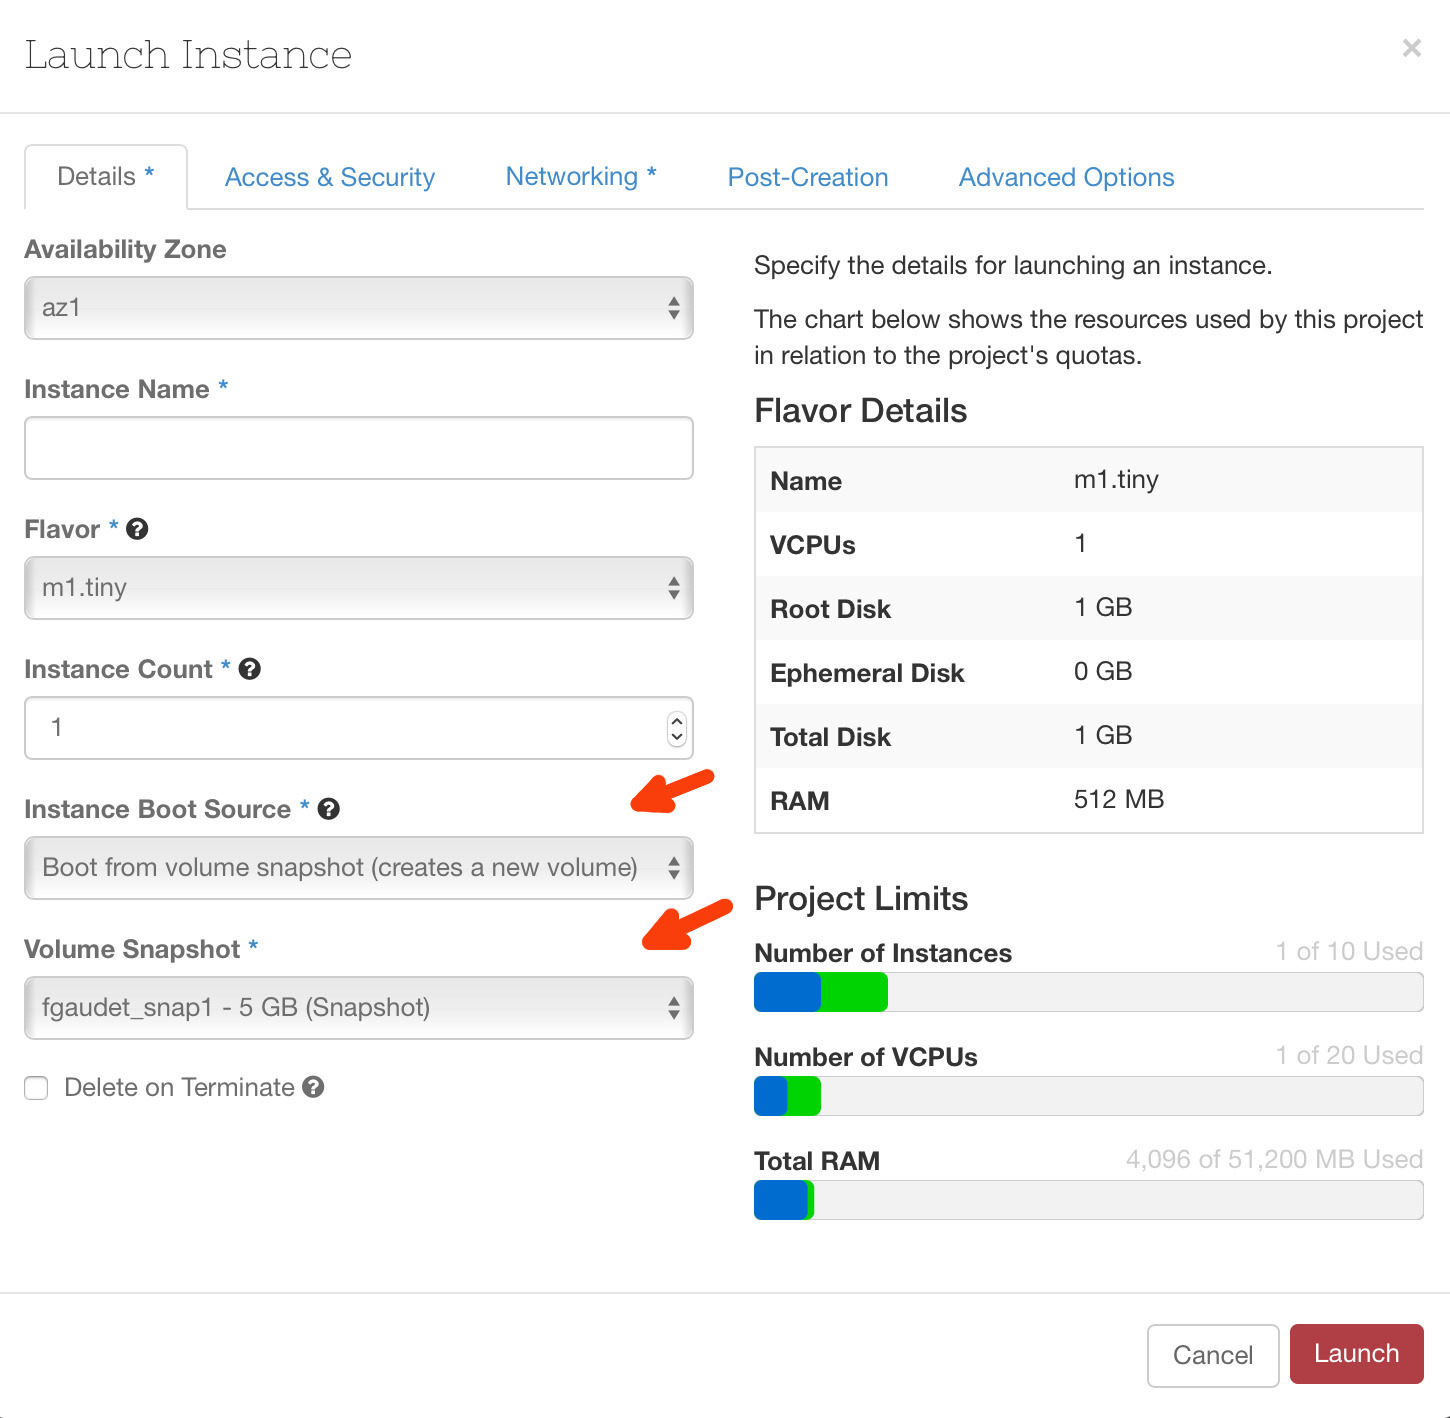 Launch Instance
×
Details *
Access & Security
Networking *
Post-Creation
Advanced Options
Availability Zone
az1
Instance Name *
Flavor * ?
m1.tiny
Instance Count * ?
1
Instance Boot Source * ?
Boot from volume snapshot (creates a new volume)
Volume Snapshot *
fgaudet_snap1 - 5 GB (Snapshot)
Delete on Terminate ?
Specify the details for launching an instance.
The chart below shows the resources used by this project
in relation to the project's quotas.
Flavor Details
Name m1.tiny
VCPUs 1
Root Disk 1 GB
Ephemeral Disk 0 GB
Total Disk 1 GB
RAM 512 MB
Project Limits
Number of Instances 1 of 10 Used
Number of VCPUs 1 of 20 Used
Total RAM 4,096 of 51,200 MB Used
Cancel
Launch